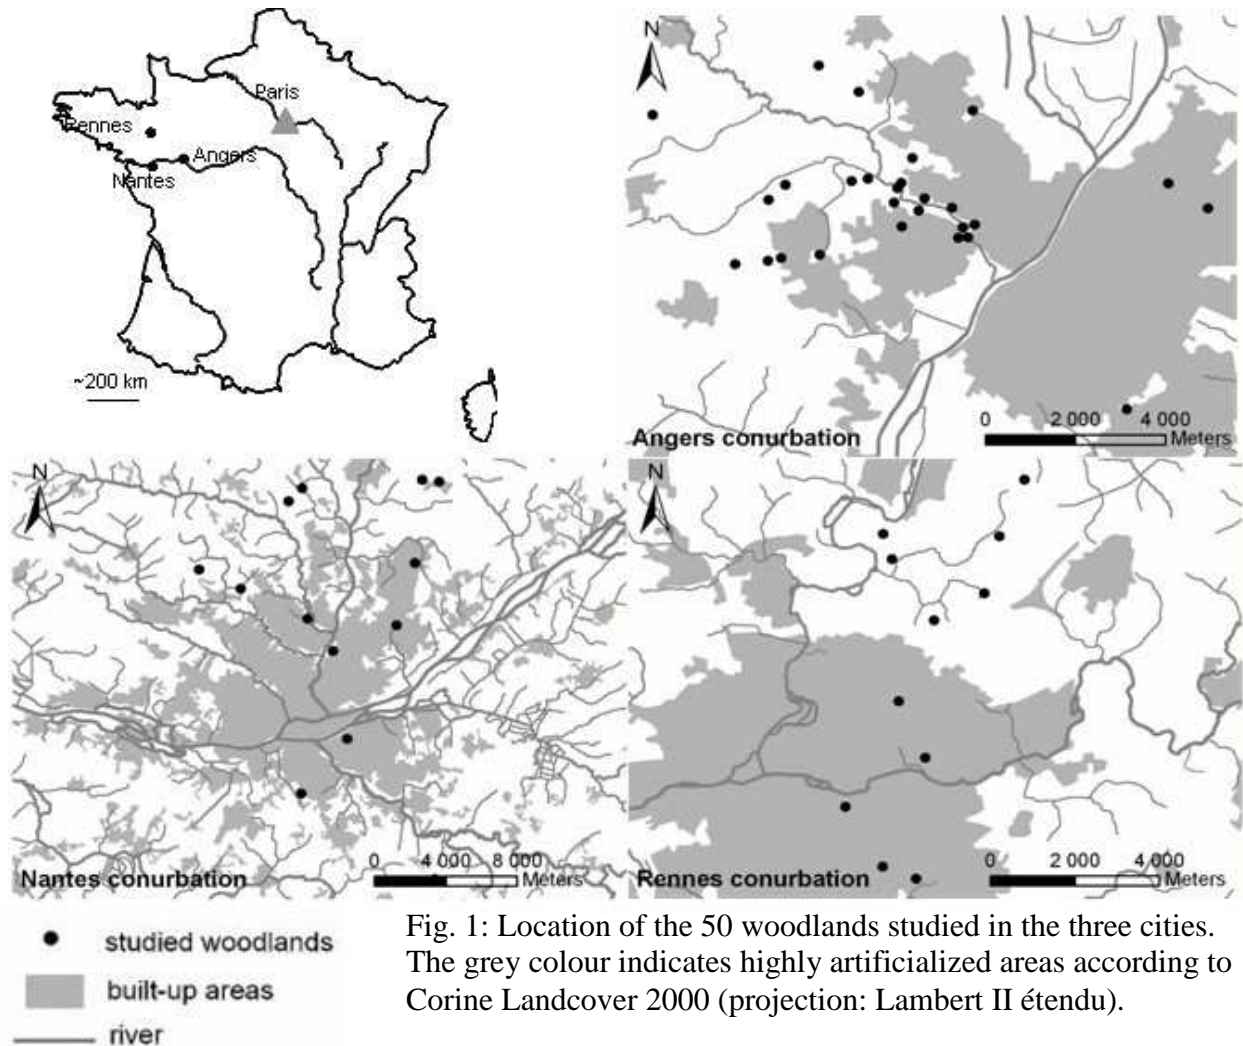 Paris
Rennes
Angers
Nantes
~200 km
N
0 2 000 4 000
Meters
Angers conurbation
N
0 4 000 8 000
Meters
Nantes conurbation
N
0 2 000 4 000
Meters
Rennes conurbation
studied woodlands
built-up areas
river
Fig. 1: Location of the 50 woodlands studied in the three cities.
The grey colour indicates highly artificialized areas according to
Corine Landcover 2000 (projection: Lambert II étendu).